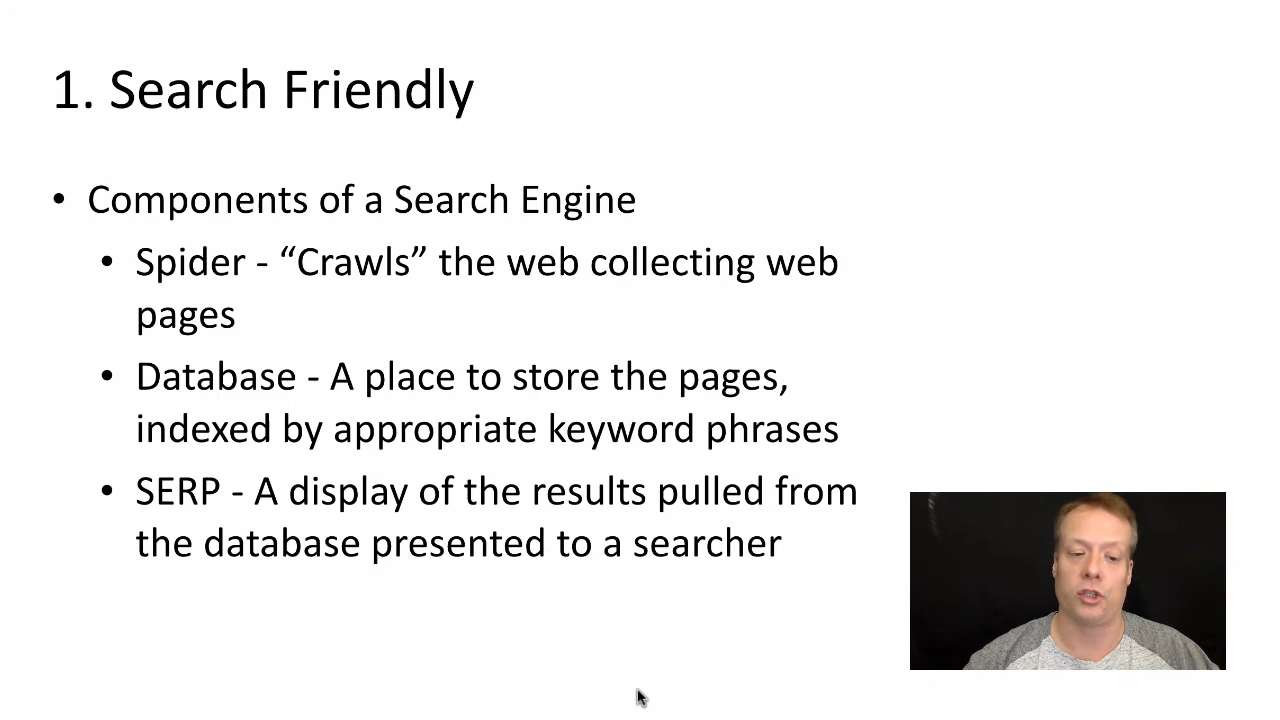 1. Search Friendly
• Components of a Search Engine
• Spider - “Crawls” the web collecting web
pages
• Database - A place to store the pages,
indexed by appropriate keyword phrases
• SERP - A display of the results pulled from
the database presented to a searcher